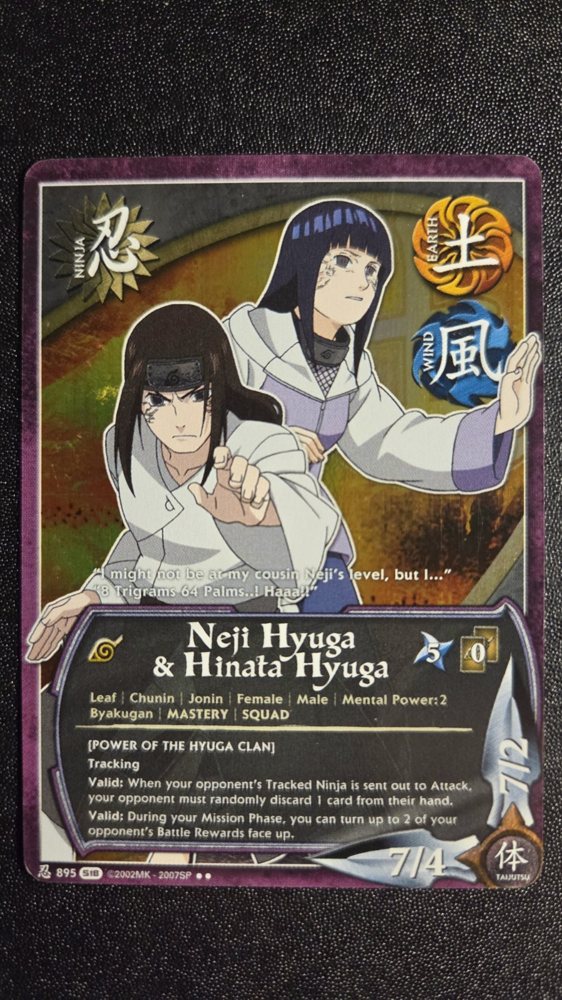 忍
NINJA
土
EARTH
風
WIND
"I might not be at my cousin Neji's level, but I..."
"8 Trigrams 64 Palms..! Haaa!!"
Neji Hyuga
& Hinata Hyuga
5
0
Leaf | Chunin | Jonin | Female | Male | Mental Power: 2
Byakugan | MASTERY | SQUAD
[POWER OF THE HYUGA CLAN]
Tracking
Valid: When your opponent's Tracked Ninja is sent out to Attack,
your opponent must randomly discard 1 card from their hand.
Valid: During your Mission Phase, you can turn up to 2 of your
opponent's Battle Rewards face up.
7/2
7/4
体
TAIJUTSU
忍 895 S18 ©2002MK - 2007SP